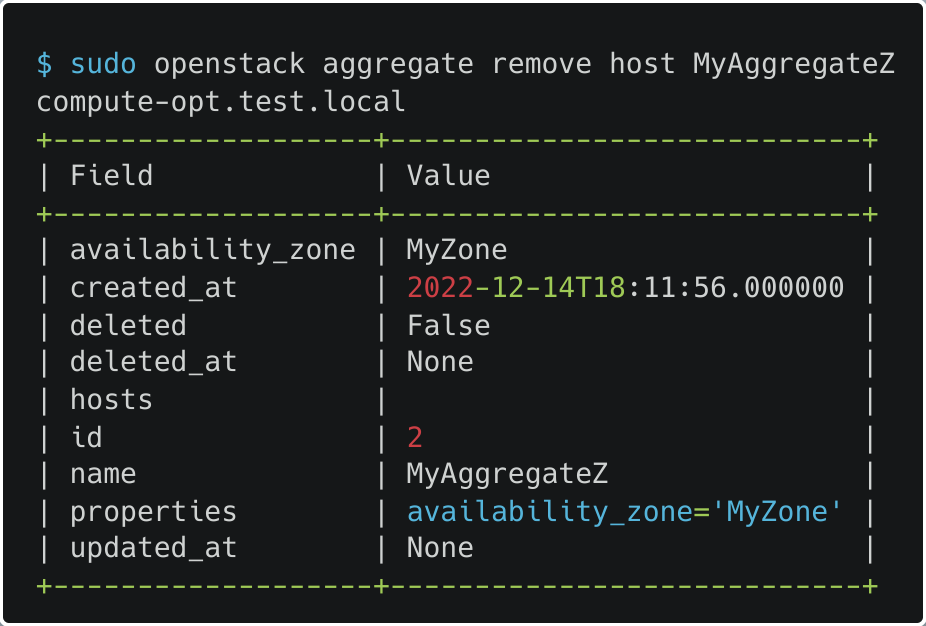 $ sudo openstack aggregate remove host MyAggregateZ
compute-opt.test.local
+-------------------+----------------------------+
| Field             | Value                      |
+-------------------+----------------------------+
| availability_zone | MyZone                     |
| created_at        | 2022-12-14T18:11:56.000000 |
| deleted           | False                      |
| deleted_at        | None                       |
| hosts             |                            |
| id                | 2                          |
| name              | MyAggregateZ               |
| properties        | availability_zone='MyZone' |
| updated_at        | None                       |
+-------------------+----------------------------+